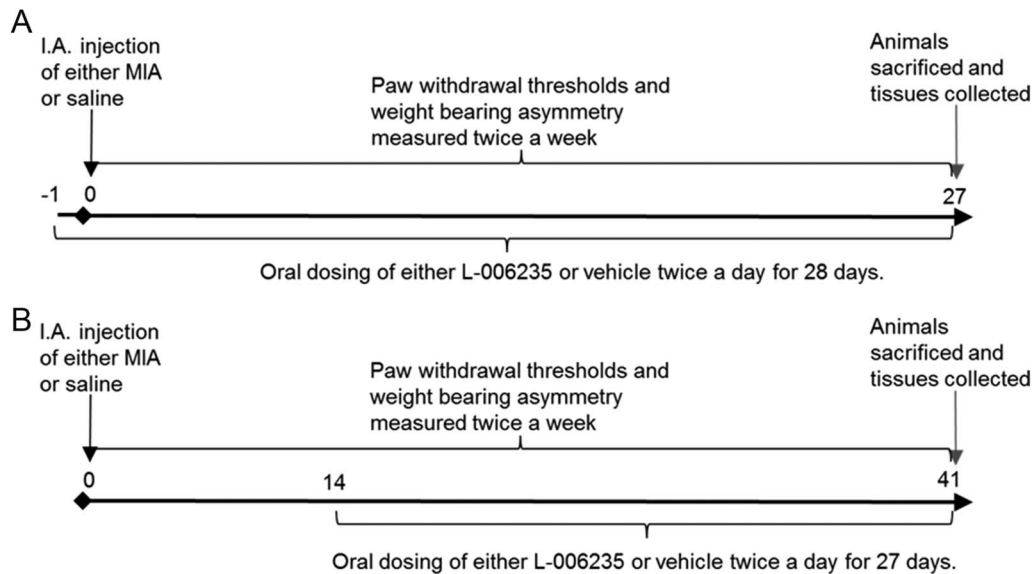 A
I.A. injection
of either MIA
or saline
Paw withdrawal thresholds and
weight bearing asymmetry
measured twice a week
Animals
sacrificed and
tissues collected
-1 0 27
Oral dosing of either L-006235 or vehicle twice a day for 28 days.
B
I.A. injection
of either MIA
or saline
Paw withdrawal thresholds and
weight bearing asymmetry
measured twice a week
Animals
sacrificed and
tissues collected
0 14 41
Oral dosing of either L-006235 or vehicle twice a day for 27 days.